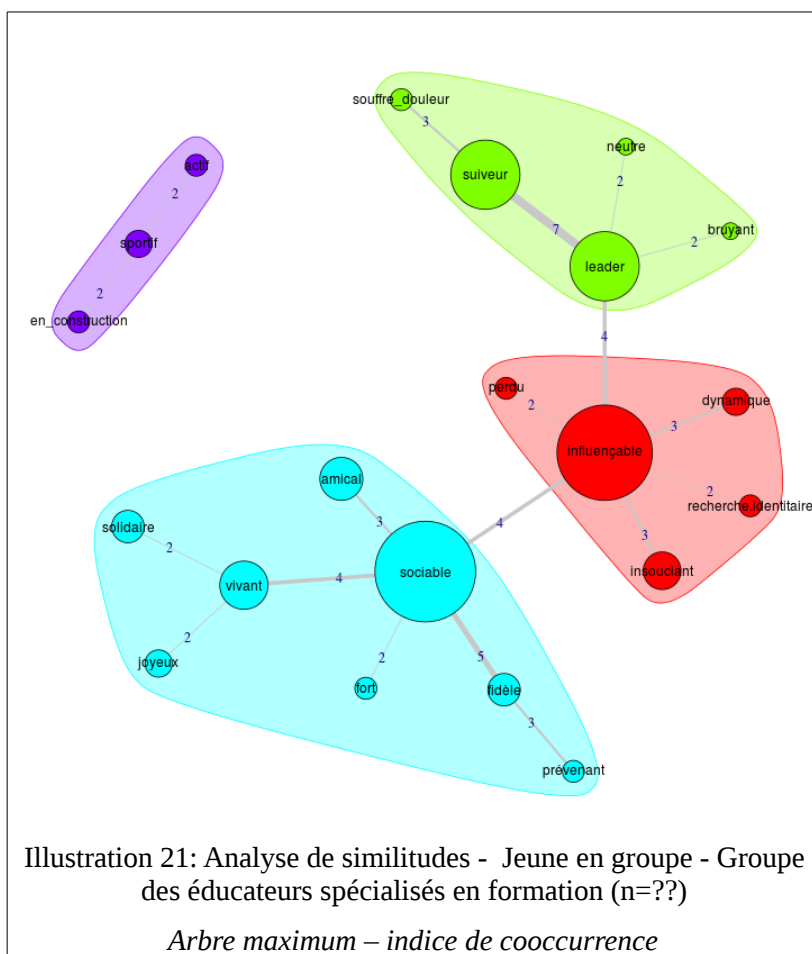 souffre_douleur
3
neutre
actif
suiveur
2
2
bruyant
7
2
sportif
leader
2
en_construction
4
perdu
dynamique
2
3
influençable
amical
2
recherche.identitaire
solidaire
3
4
3
2
insouciant
sociable
vivant
4
2
5
joyeux
2
fort
fidèle
3
prévenant
Illustration 21: Analyse de similitudes - Jeune en groupe - Groupe
des éducateurs spécialisés en formation (n=??)
Arbre maximum – indice de cooccurrence